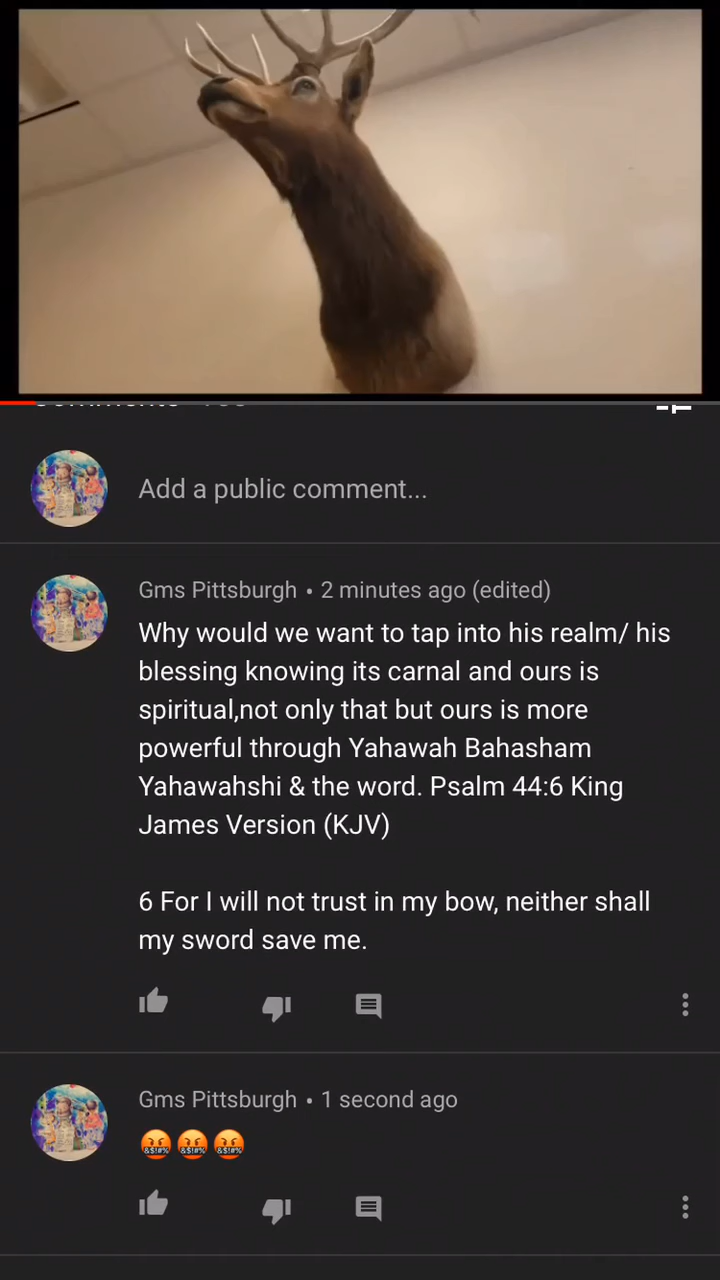 Add a public comment...
Gms Pittsburgh • 2 minutes ago (edited)
Why would we want to tap into his realm/ his
blessing knowing its carnal and ours is
spiritual,not only that but ours is more
powerful through Yahawah Bahasham
Yahawahshi & the word. Psalm 44:6 King
James Version (KJV)
6 For I will not trust in my bow, neither shall
my sword save me.
Gms Pittsburgh • 1 second ago
🤬🤬🤬